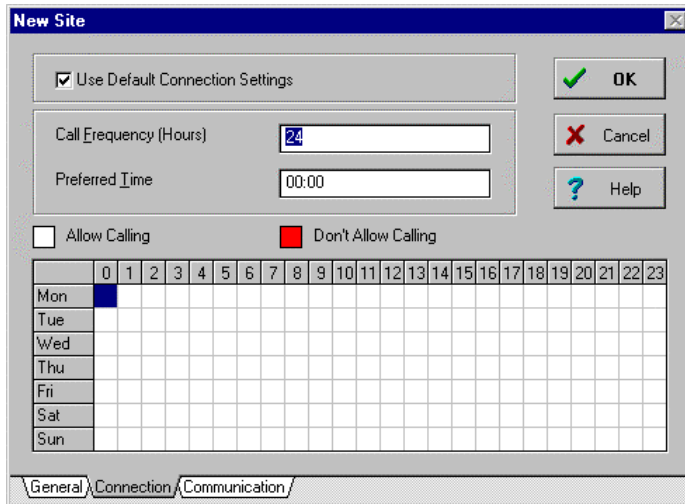 New Site
Use Default Connection Settings
OK
Call Frequency (Hours)
24
Cancel
Preferred Time
00:00
Help
Allow Calling
Don't Allow Calling
0 1 2 3 4 5 6 7 8 9 10 11 12 13 14 15 16 17 18 19 20 21 22 23
Mon
Tue
Wed
Thu
Fri
Sat
Sun
General Connection Communication